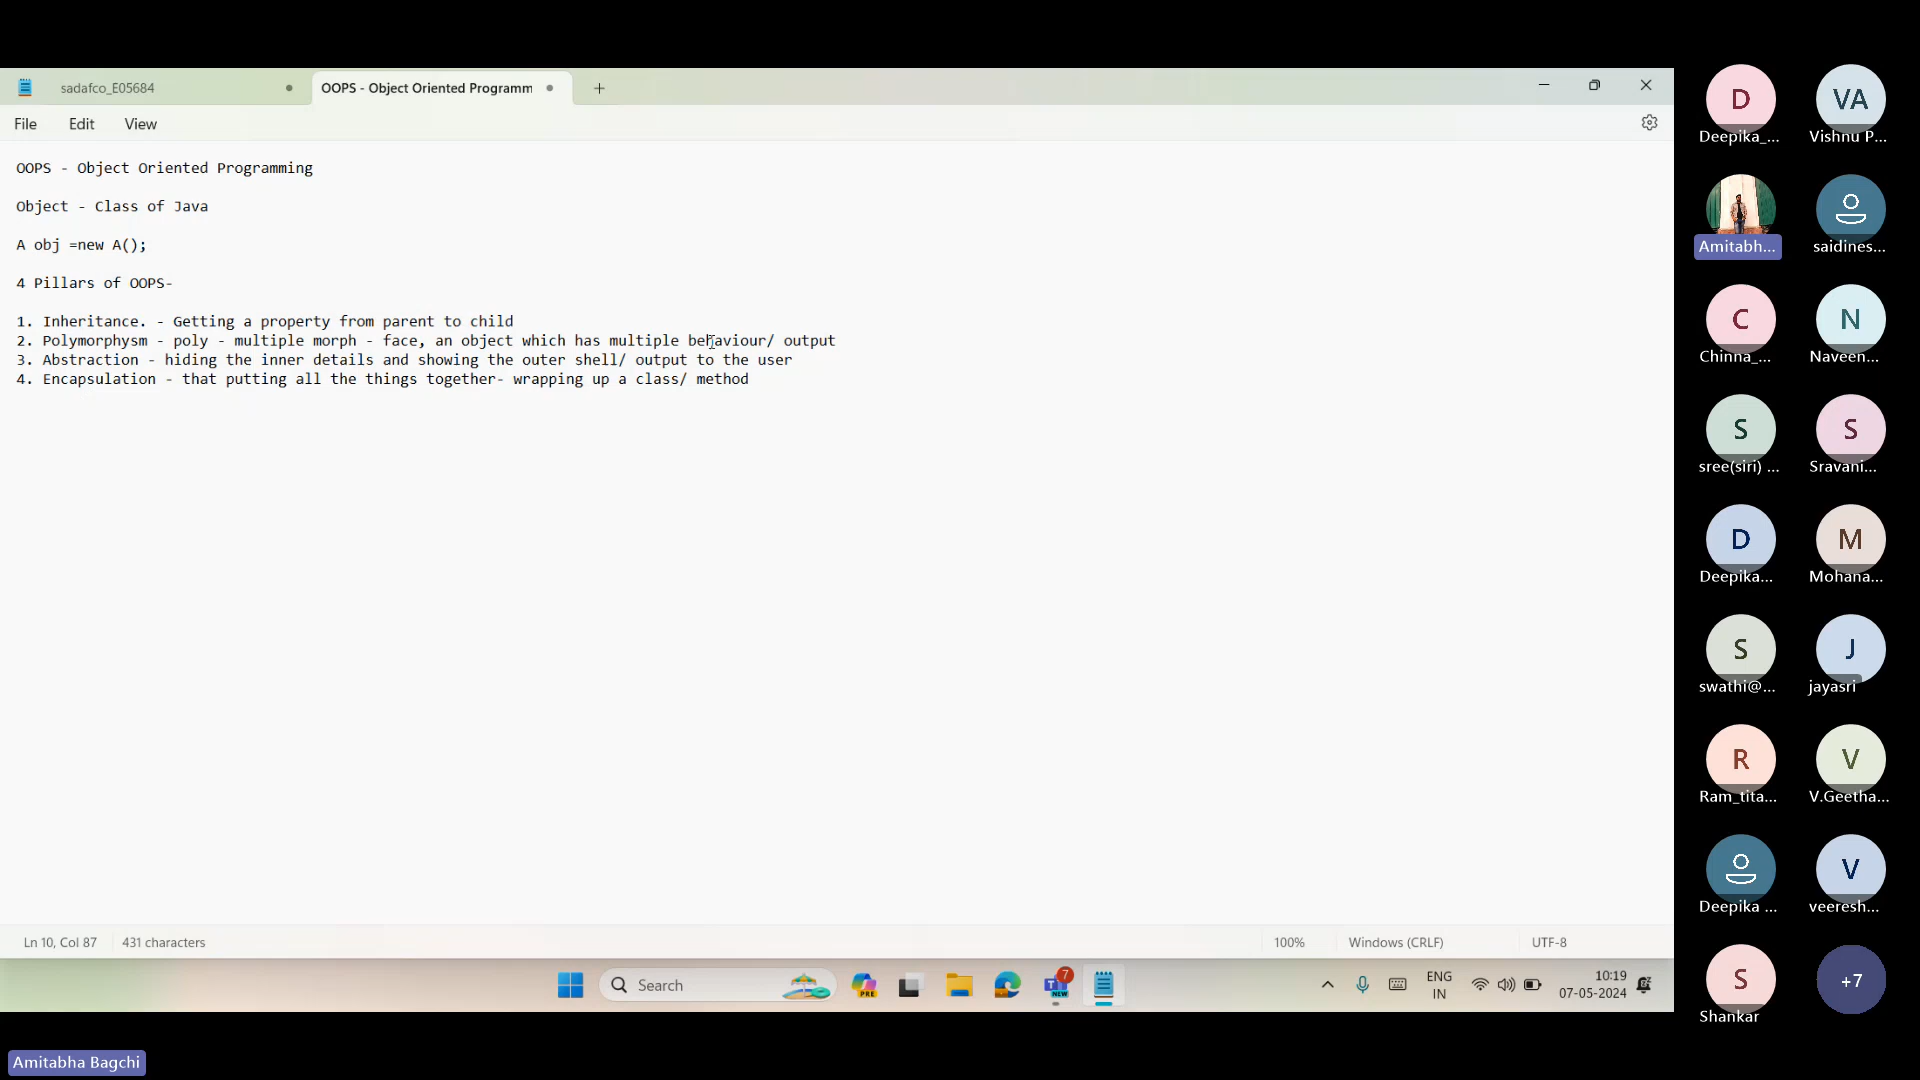 sadafco_E05684
OOPS - Object Oriented Programm
File Edit View
OOPS - Object Oriented Programming
Object - Class of Java
A obj =new A();
4 Pillars of OOPS-
1. Inheritance. - Getting a property from parent to child
2. Polymorphysm - poly - multiple morph - face, an object which has multiple behaviour/ output
3. Abstraction - hiding the inner details and showing the outer shell/ output to the user
4. Encapsulation - that putting all the things together- wrapping up a class/ method
Ln 10, Col 87 431 characters 100% Windows (CRLF) UTF-8
Search
PRE
NEW
7
ENG
IN
10:19
07-05-2024
D
Deepika_...
VA
Vishnu P...
Amitabh...
saidines...
C
Chinna_...
N
Naveen...
S
sree(siri) ...
S
Sravani...
D
Deepika...
M
Mohana...
S
swathi@...
J
jayasri
R
Ram_tita...
V
V.Geetha...
Deepika ...
V
veeresh...
S
Shankar
+7
Amitabha Bagchi